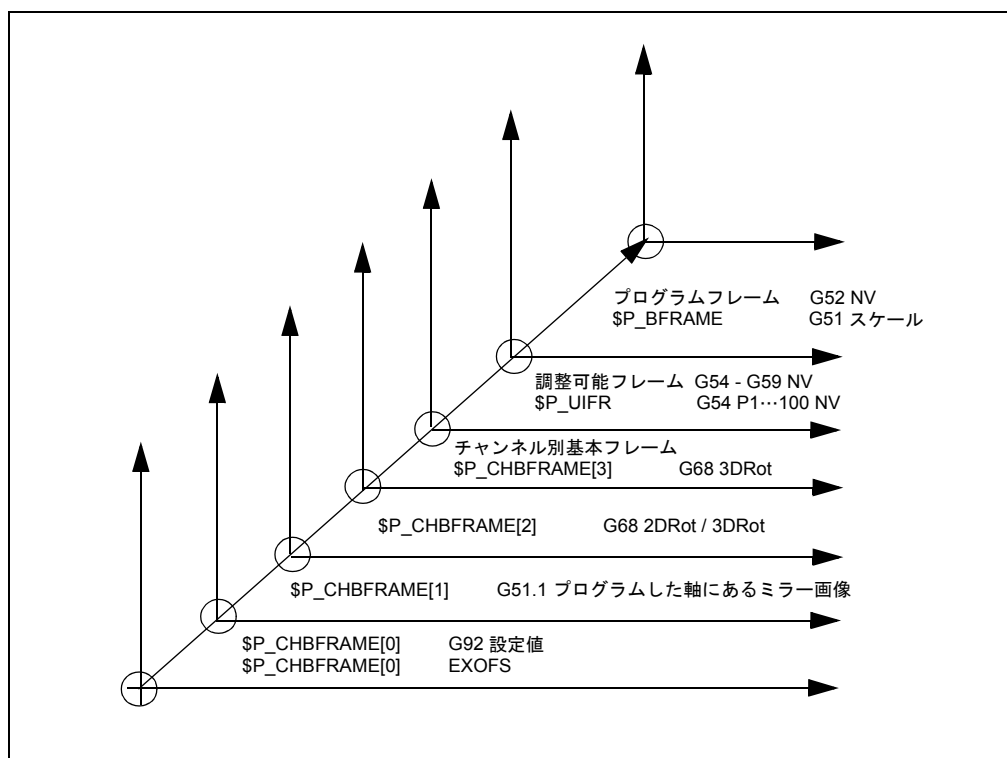 プログラムフレーム G52 NV
$P_BFRAME G51 スケール
調整可能フレーム G54 - G59 NV
$P_UIFR G54 P1…100 NV
チャンネル別基本フレーム
$P_CHBFRAME[3] G68 3DRot
$P_CHBFRAME[2] G68 2DRot / 3DRot
$P_CHBFRAME[1] G51.1 プログラムした軸にあるミラー画像
$P_CHBFRAME[0] G92 設定値
$P_CHBFRAME[0] EXOFS